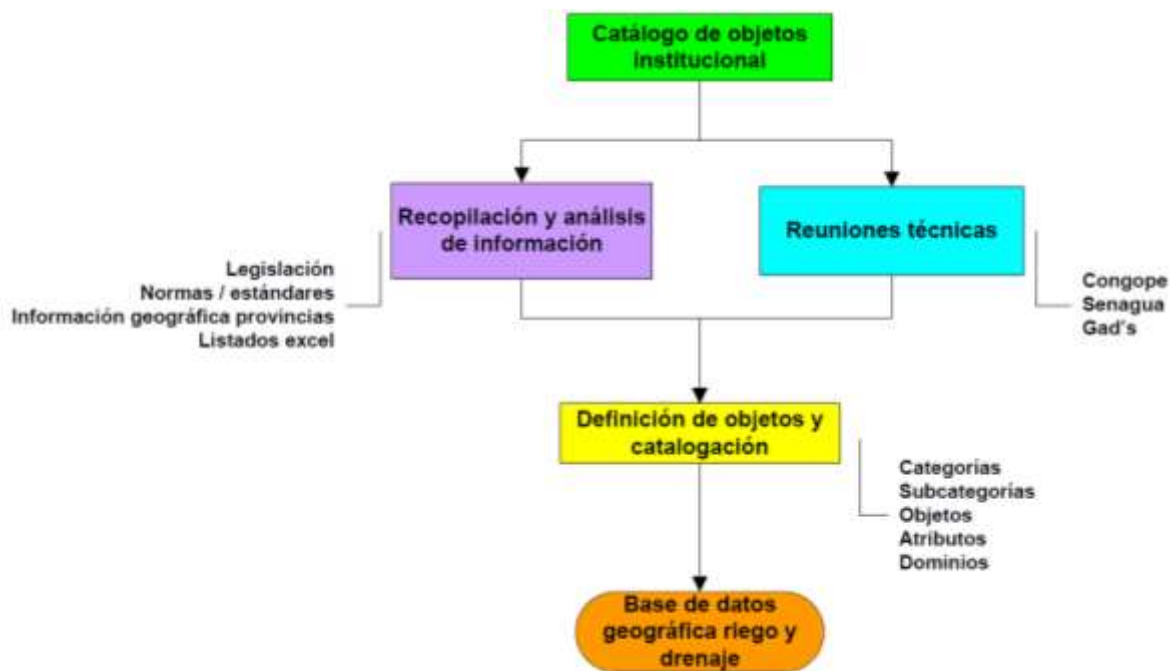 Catálogo de objetos
Institucional
Recopilación y análisis
de información
Reuniones técnicas
Legislación
Normas / estándares
Información geográfica provincias
Listados excel
Congope
Senagua
Gad's
Definición de objetos y
catalogación
Categorías
Subcategorías
Objetos
Atributos
Dominios
Base de datos
geográfica riego y
drenaje